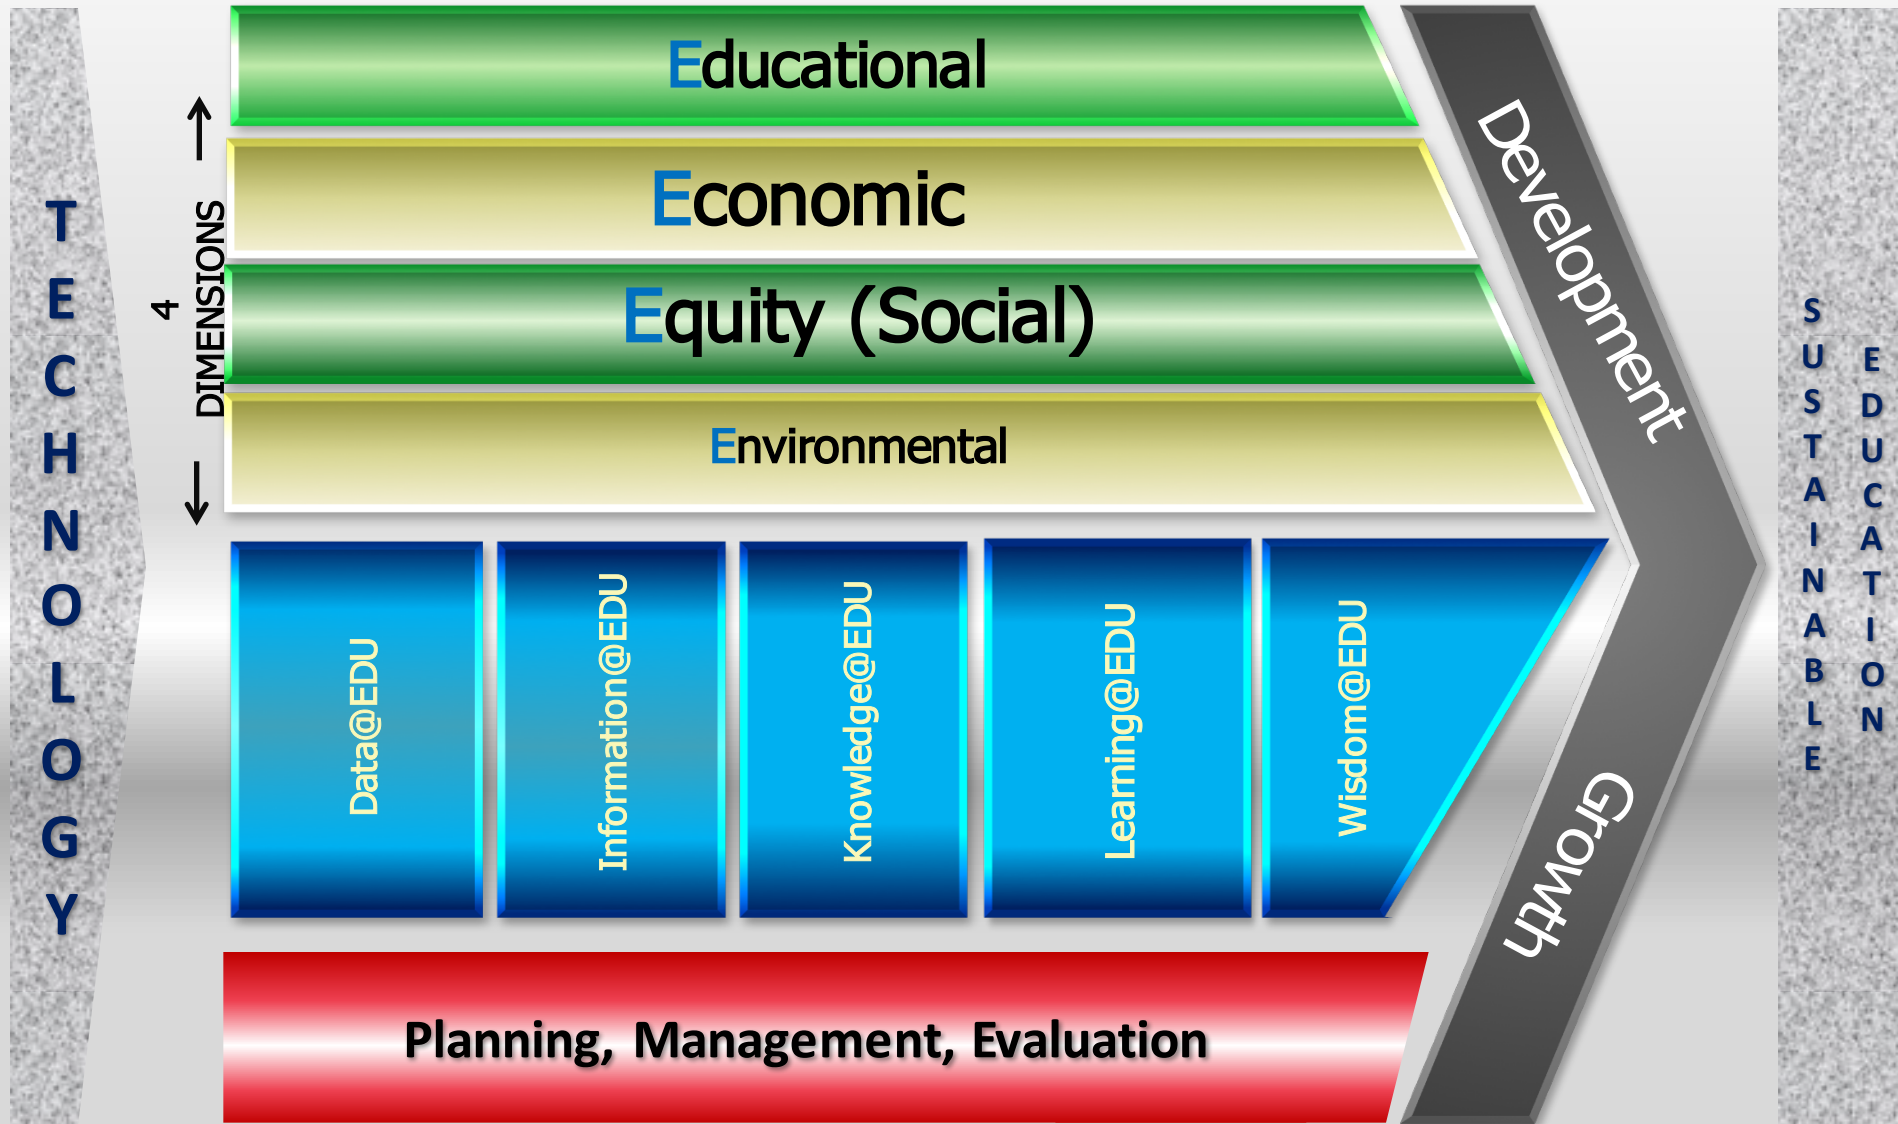 TECHNOLOGY
4
DIMENSIONS
Educational
Economic
Equity (Social)
Environmental
Data@EDU
Information@EDU
Knowledge@EDU
Learning@EDU
Wisdom@EDU
Planning, Management, Evaluation
Development
Growth
SUSTAINABLE
EDUCATION